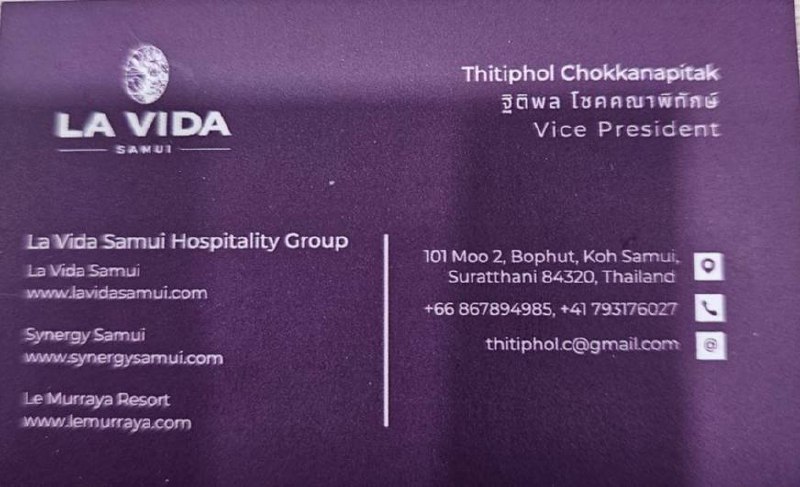 LA VIDA
SAMUI
Thitiphol Chokkanapitak
ฐิติพล โชคคณาพิทักษ์
Vice President
La Vida Samui Hospitality Group
La Vida Samui
www.lavidasamui.com
Synergy Samui
www.synergysamui.com
Le Murraya Resort
www.lemurraya.com
101 Moo 2, Bophut, Koh Samui,
Suratthani 84320, Thailand
+66 867894985, +41 793176027
thitiphol.c@gmail.com